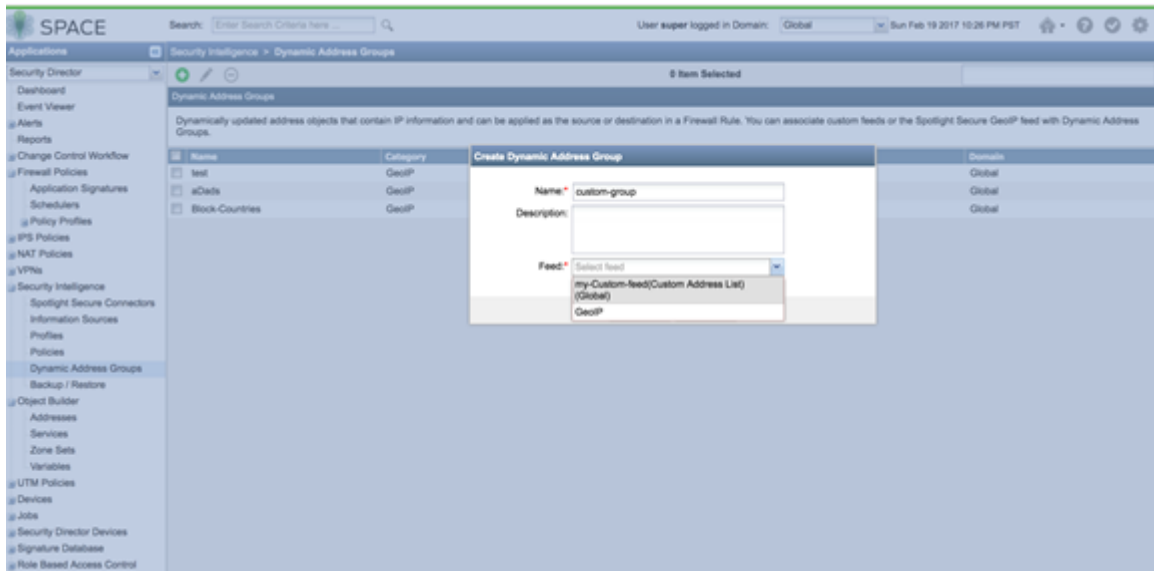 SPACE
Search: Enter Search Criteria here ...
User super logged in Domain: Global
Sun Feb 19 2017 10:26 PM PST
Applications
Security Intelligence > Dynamic Address Groups
Security Director
0 Item Selected
Dashboard
Event Viewer
Alerts
Reports
Change Control Workflow
Firewall Policies
Application Signatures
Schedulers
Policy Profiles
IPS Policies
NAT Policies
VPNs
Security Intelligence
Spotlight Secure Connectors
Information Sources
Profiles
Policies
Dynamic Address Groups
Backup / Restore
Object Builder
Addresses
Services
Zone Sets
Variables
UTM Policies
Devices
Jobs
Security Director Devices
Signature Database
Role Based Access Control
Dynamic Address Groups
Dynamically updated address objects that contain IP information and can be applied as the source or destination in a Firewall Rule. You can associate custom feeds or the Spotlight Secure GeoIP feed with Dynamic Address
Groups.
Name Category Domain
test GeoIP Global
aDads GeoIP Global
Block-Countries GeoIP Global
Create Dynamic Address Group
Name:* custom-group
Description:
Feed:* Select feed
my-Custom-feed(Custom Address List)
(Global)
GeoIP